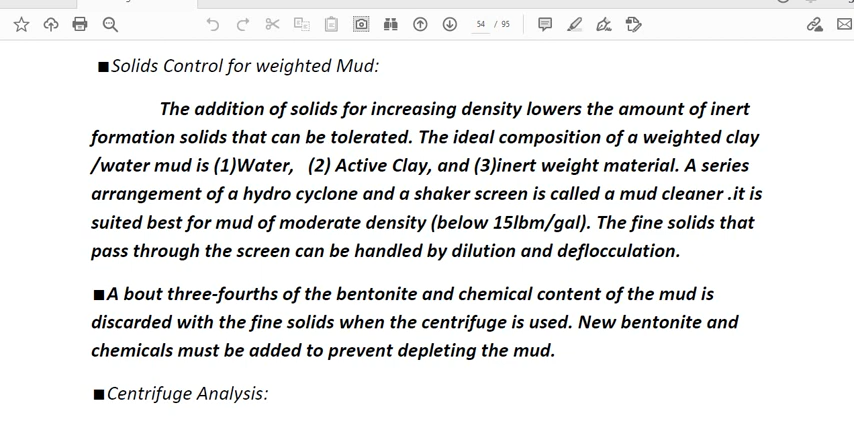 54 / 95
■Solids Control for weighted Mud:
The addition of solids for increasing density lowers the amount of inert
formation solids that can be tolerated. The ideal composition of a weighted clay
/water mud is (1)Water, (2) Active Clay, and (3)inert weight material. A series
arrangement of a hydro cyclone and a shaker screen is called a mud cleaner .it is
suited best for mud of moderate density (below 15lbm/gal). The fine solids that
pass through the screen can be handled by dilution and deflocculation.
■A bout three-fourths of the bentonite and chemical content of the mud is
discarded with the fine solids when the centrifuge is used. New bentonite and
chemicals must be added to prevent depleting the mud.
■Centrifuge Analysis: